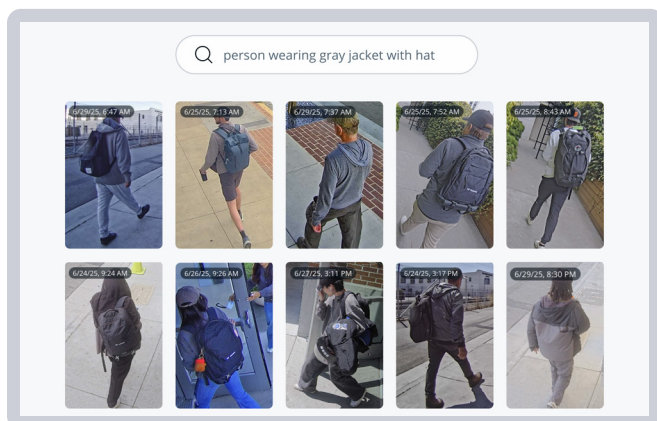 person wearing gray jacket with hat
6/29/25, 6:47 AM
6/25/25, 7:13 AM
6/29/25, 7:37 AM
6/25/25, 7:52 AM
6/25/25, 8:43 AM
6/24/25, 9:24 AM
6/26/25, 9:26 AM
6/27/25, 3:11 PM
6/24/25, 3:17 PM
6/29/25, 8:30 PM